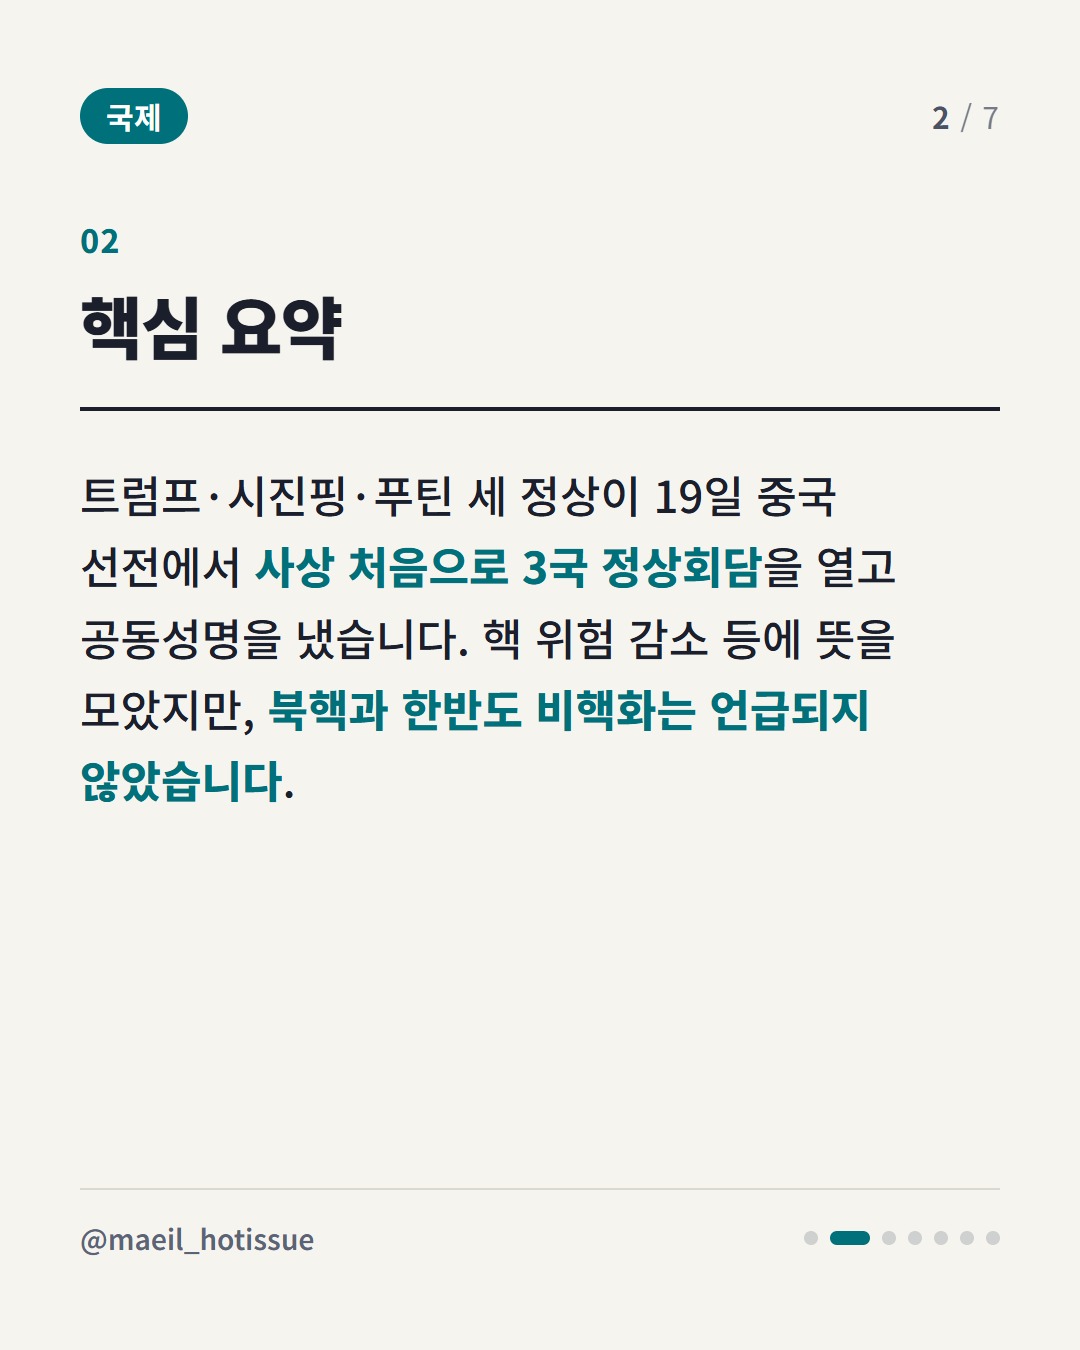 국제
2 / 7
02
핵심 요약
트럼프·시진핑·푸틴 세 정상이 19일 중국
선전에서 사상 처음으로 3국 정상회담을 열고
공동성명을 냈습니다. 핵 위험 감소 등에 뜻을
모았지만, 북핵과 한반도 비핵화는 언급되지
않았습니다.
@maeil_hotissue